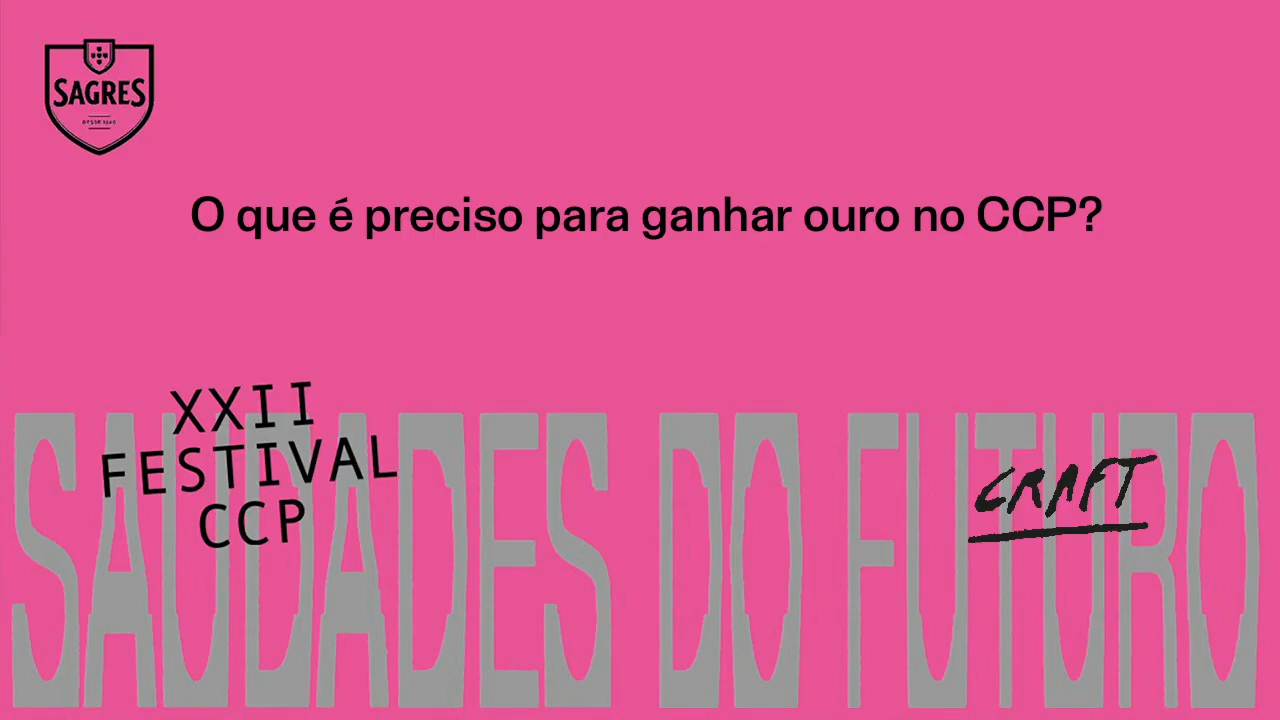 SAGRES
O que é preciso para ganhar ouro no CCP?
XXII
FESTIVAL
CCP
CRAFT
SAUDADES DO FUTURO